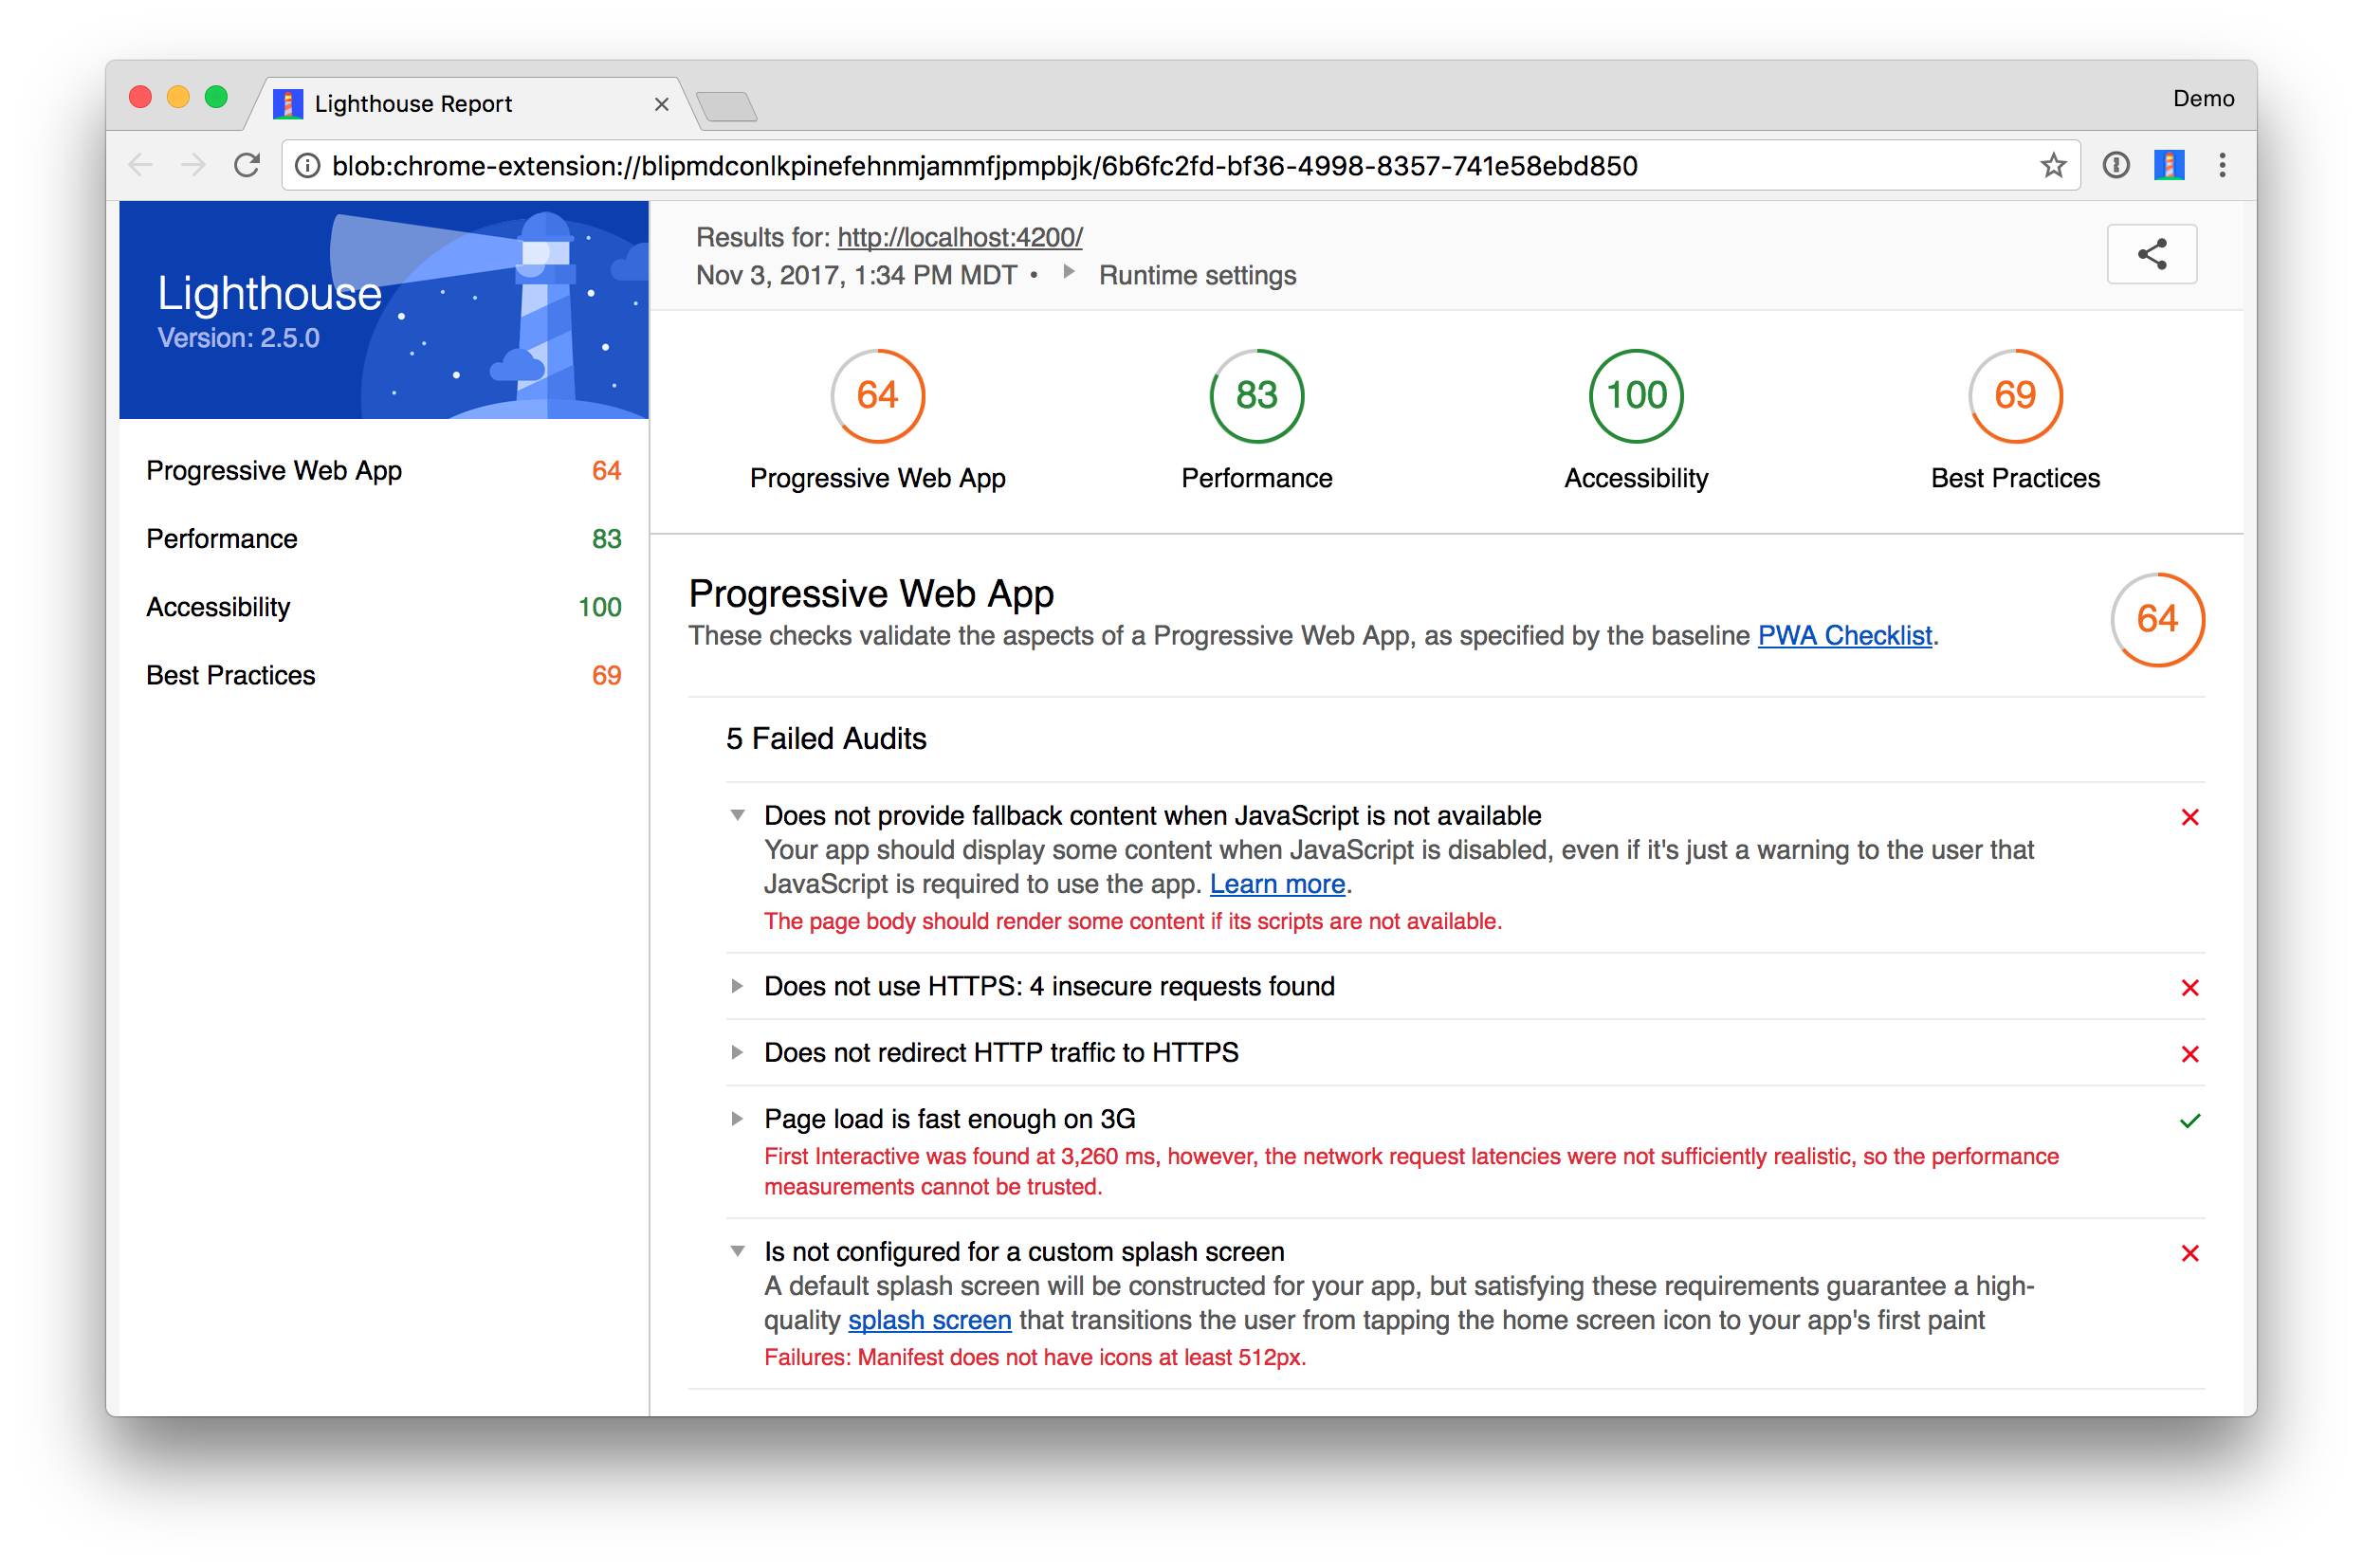 Lighthouse Report
Demo
blob:chrome-extension://blipmdconlkpinefehnmjammfjpmpbjk/6b6fc2fd-bf36-4998-8357-741e58ebd850
Lighthouse
Version: 2.5.0
Progressive Web App 64
Performance 83
Accessibility 100
Best Practices 69
Results for: http://localhost:4200/
Nov 3, 2017, 1:34 PM MDT • Runtime settings
64 83 100 69
Progressive Web App Performance Accessibility Best Practices
Progressive Web App
These checks validate the aspects of a Progressive Web App, as specified by the baseline PWA Checklist.
64
5 Failed Audits
Does not provide fallback content when JavaScript is not available
Your app should display some content when JavaScript is disabled, even if it's just a warning to the user that
JavaScript is required to use the app. Learn more.
The page body should render some content if its scripts are not available.
Does not use HTTPS: 4 insecure requests found
Does not redirect HTTP traffic to HTTPS
Page load is fast enough on 3G
First Interactive was found at 3,260 ms, however, the network request latencies were not sufficiently realistic, so the performance
measurements cannot be trusted.
Is not configured for a custom splash screen
A default splash screen will be constructed for your app, but satisfying these requirements guarantee a high-
quality splash screen that transitions the user from tapping the home screen icon to your app's first paint
Failures: Manifest does not have icons at least 512px.